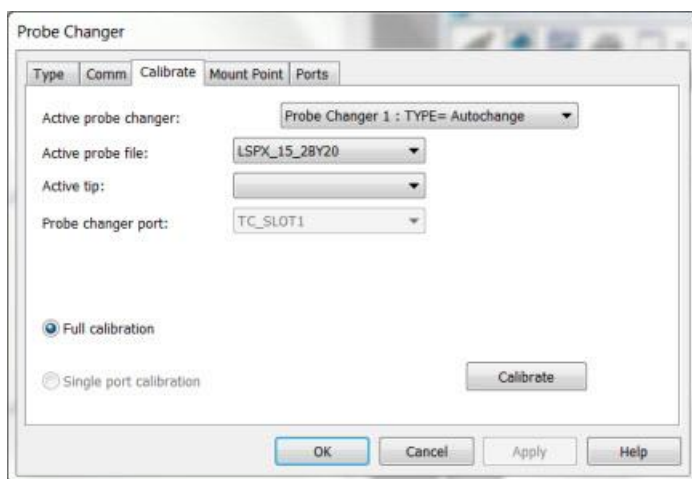 Probe Changer
Type Comm Calibrate Mount Point Ports
Active probe changer: Probe Changer 1 : TYPE= Autochange
Active probe file: LSPX_15_2BY20
Active tip:
Probe changer port: TC_SLOT1
Full calibration
Single port calibration
Calibrate
OK Cancel Apply Help